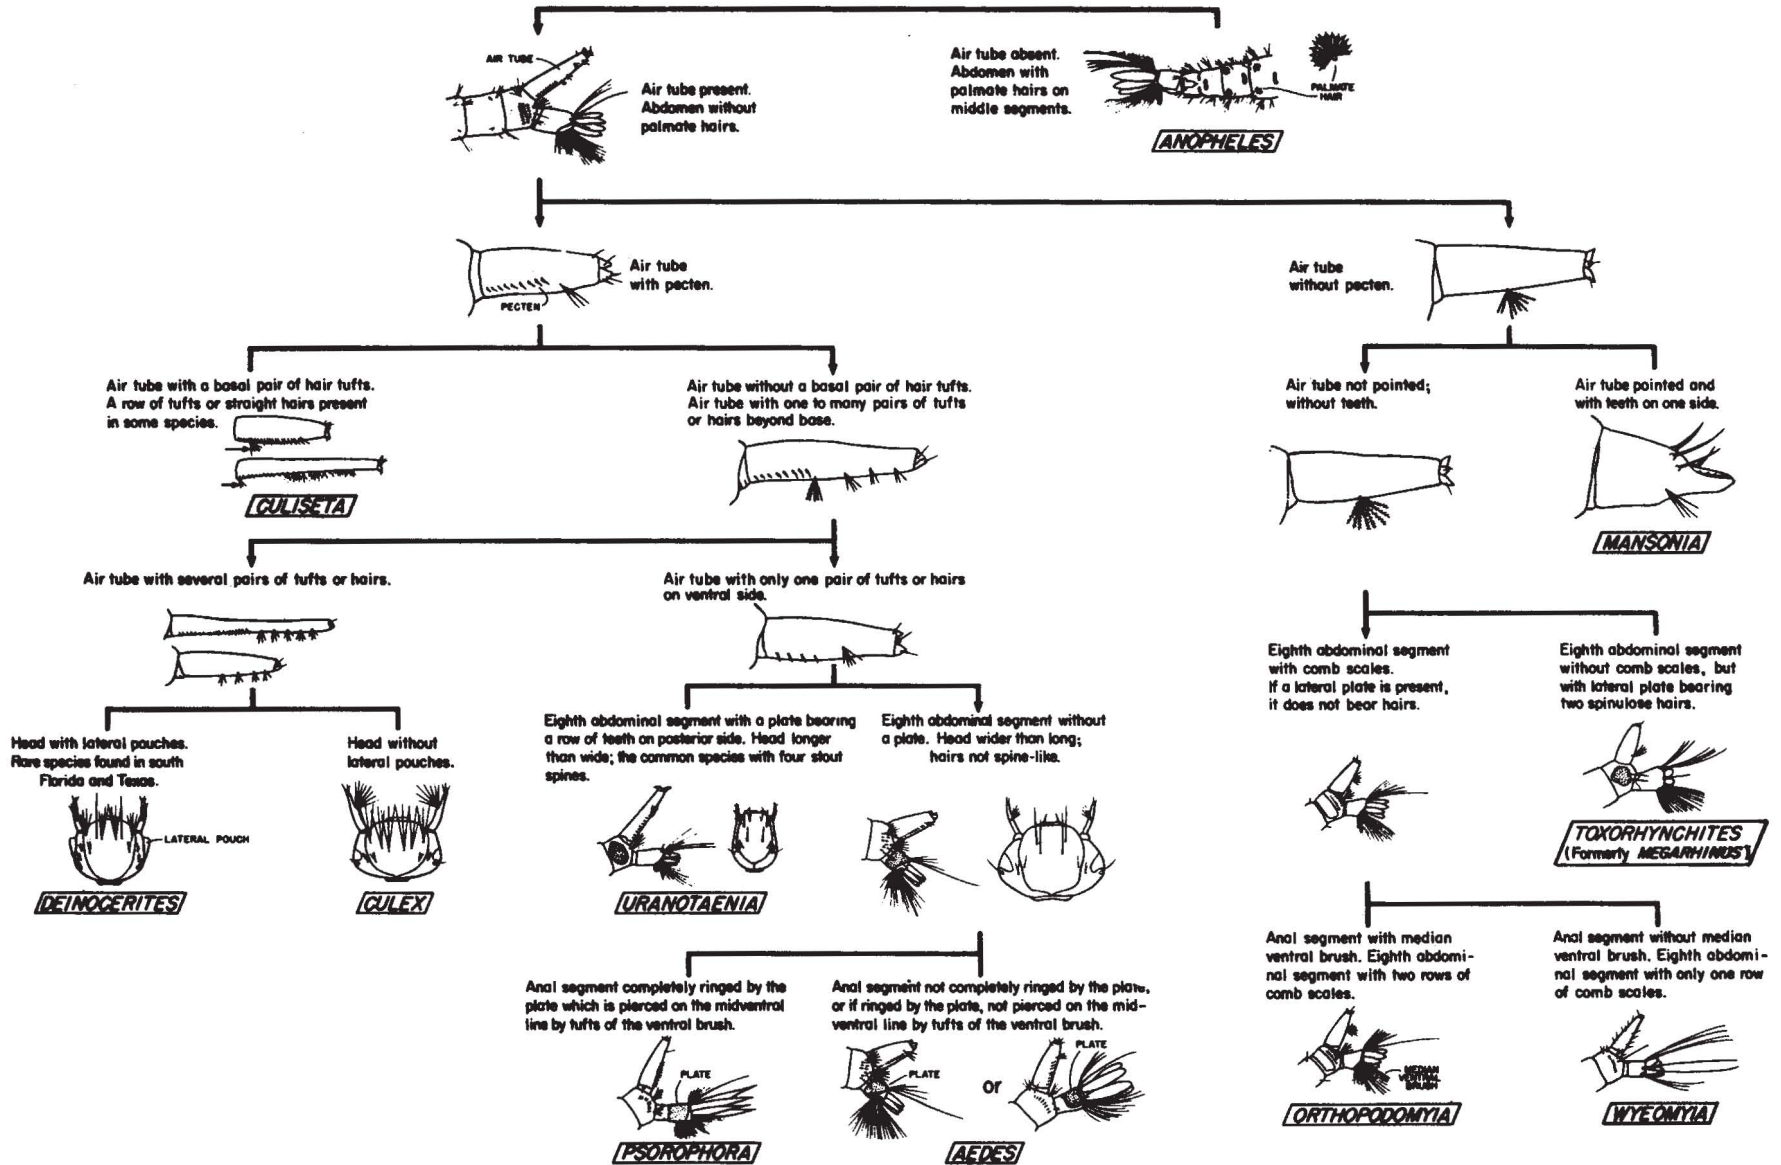 AIR TUBE
Air tube present.
Abdomen without
palmate hairs.
Air tube absent.
Abdomen with
palmate hairs on
middle segments.
PALMATE
HAIR
ANOPHELES
Air tube
with pecten.
PECTEN
Air tube
without pecten.
Air tube with a basal pair of hair tufts.
A row of tufts or straight hairs present
in some species.
CULISETA
Air tube without a basal pair of hair tufts.
Air tube with one to many pairs of tufts
or hairs beyond base.
Air tube not pointed;
without teeth.
Air tube pointed and
with teeth on one side.
MANSONIA
Air tube with several pairs of tufts or hairs.
Air tube with only one pair of tufts or hairs
on ventral side.
Eighth abdominal segment
with comb scales.
If a lateral plate is present,
it does not bear hairs.
Eighth abdominal segment
without comb scales, but
with lateral plate bearing
two spinulose hairs.
TOXORHYNCHITES
(Formerly MEGARHINUS)
Head with lateral pouches.
Rare species found in south
Florida and Texas.
LATERAL POUCH
DEINOCERITES
Head without
lateral pouches.
CULEX
Eighth abdominal segment with a plate bearing
a row of teeth on posterior side. Head longer
than wide; the common species with four stout
spines.
URANOTAENIA
Eighth abdominal segment without
a plate. Head wider than long;
hairs not spine-like.
Anal segment with median
ventral brush. Eighth abdomi-
nal segment with two rows of
comb scales.
MEDIAN
VENTRAL
BRUSH
ORTHOPODOMYIA
Anal segment without median
ventral brush. Eighth abdomi-
nal segment with only one row
of comb scales.
WYEOMYIA
Anal segment completely ringed by the
plate which is pierced on the midventral
line by tufts of the ventral brush.
PLATE
PSOROPHORA
Anal segment not completely ringed by the plate,
or if ringed by the plate, not pierced on the mid-
ventral line by tufts of the ventral brush.
PLATE
or
PLATE
AEDES